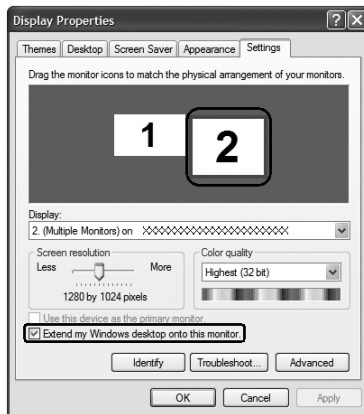 Display Properties
Themes Desktop Screen Saver Appearance Settings
Drag the monitor icons to match the physical arrangement of your monitors.
1 2
Display:
2. (Multiple Monitors) on XXXXXXXXXXXXXXXXXXXXXXX
Screen resolution Color quality
Less More Highest (32 bit)
1280 by 1024 pixels
Use this device as the primary monitor.
Extend my Windows desktop onto this monitor.
Identify Troubleshoot... Advanced
OK Cancel Apply